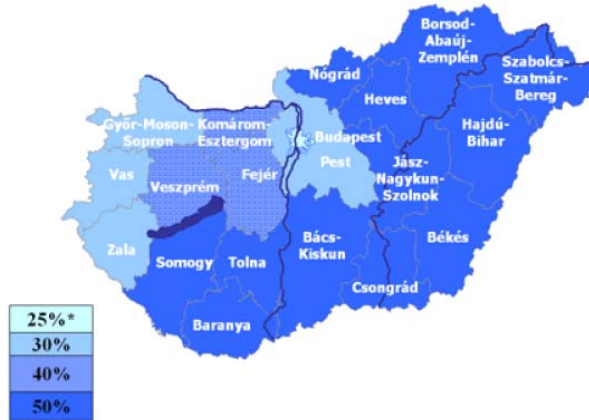 Borsod-
Abaúj-
Zemplén
Szabolcs-
Szatmár-
Bereg
Nógrád
Heves
Hajdú-
Bihar
Győr-Moson-
Sopron
Komárom-
Esztergom
Budapest
Pest
Jász-
Nagykun-
Szolnok
Vas
Veszprém
Fejér
Zala
Somogy
Tolna
Bács-
Kiskun
Békés
Csongrád
Baranya
25%*
30%
40%
50%